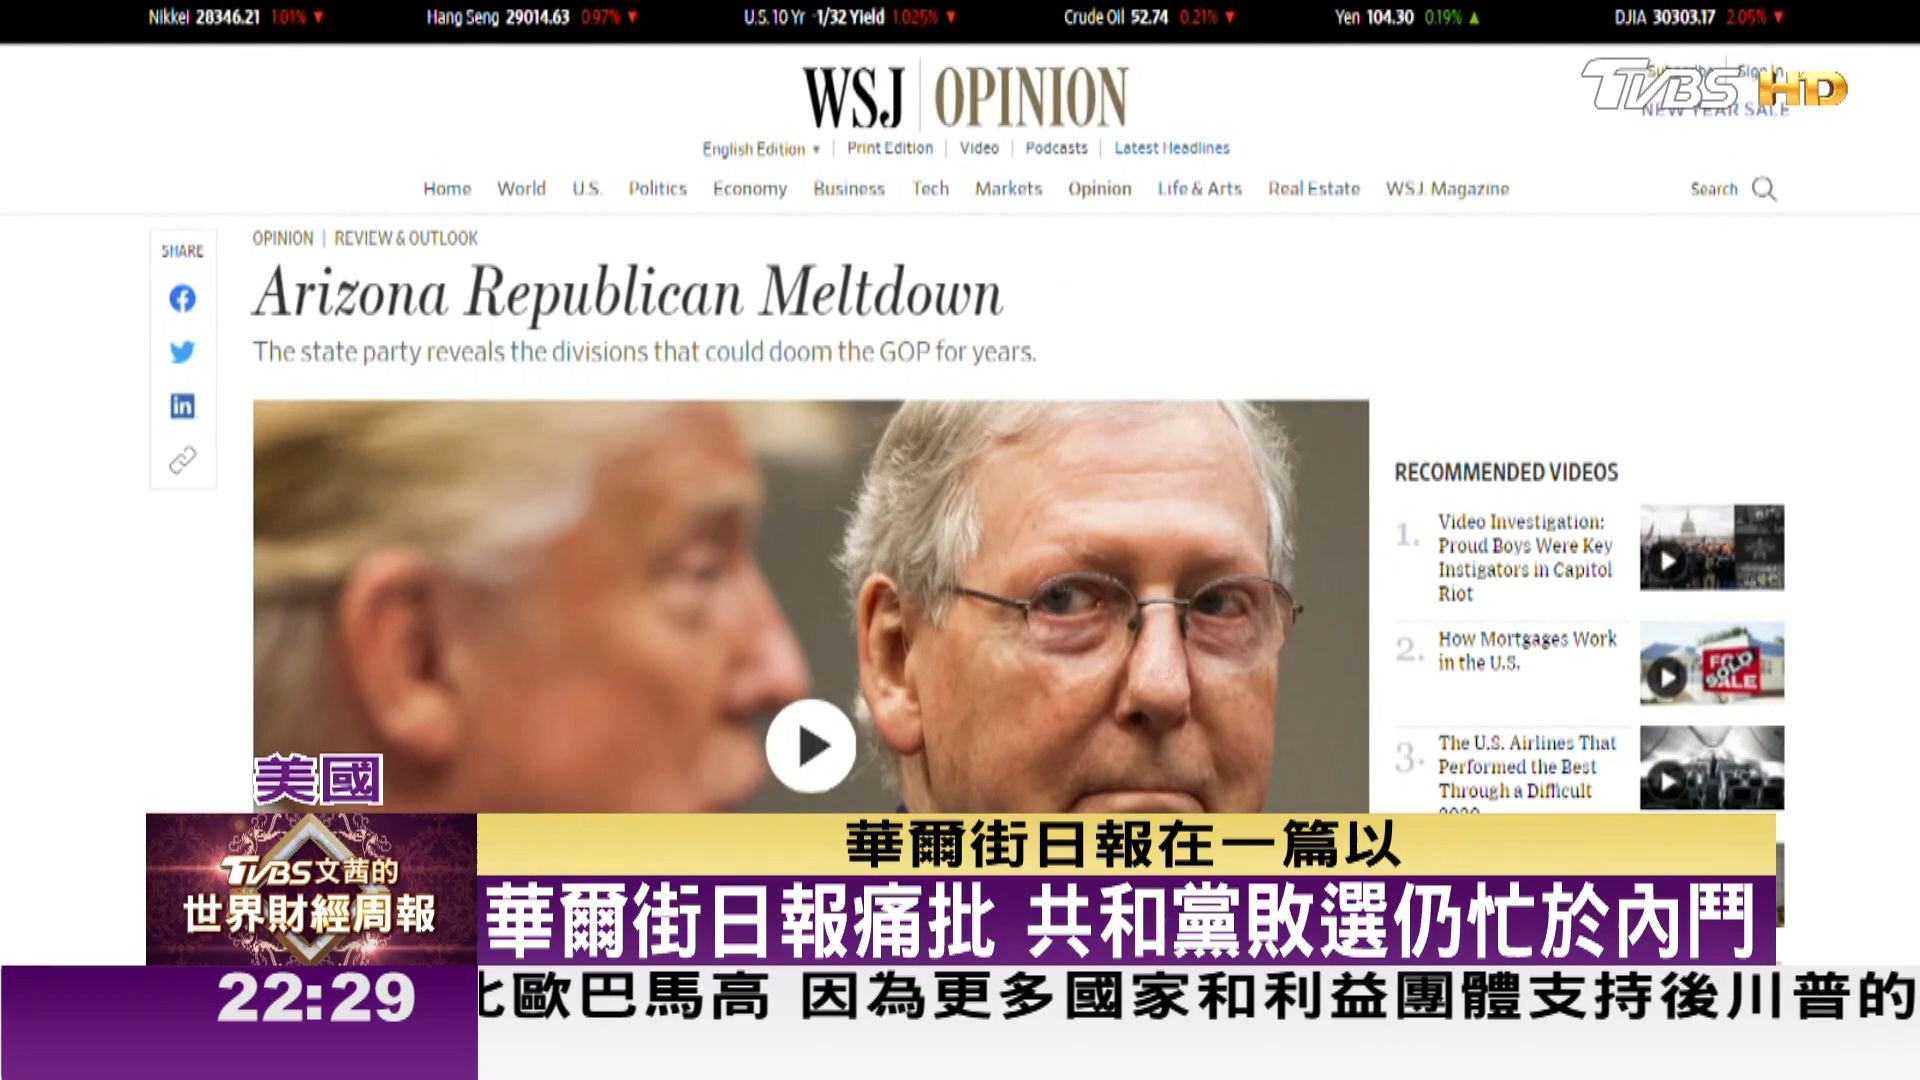 Nikkei 28346.21 1.01% ▼ Hang Seng 29014.63 0.97% ▼ U.S. 10 Yr -1/32 Yield 1.025% ▼ Crude Oil 52.74 0.21% ▼ Yen 104.30 0.19% ▲ DJIA 30303.17 2.05% ▼
WSJ | OPINION
Sign In
TVBS HD
NEW YEAR SALE
English Edition ▼ | Print Edition | Video | Podcasts | Latest Headlines
Home World U.S. Politics Economy Business Tech Markets Opinion Life & Arts Real Estate WSJ. Magazine Search
SHARE
OPINION | REVIEW & OUTLOOK
Arizona Republican Meltdown
The state party reveals the divisions that could doom the GOP for years.
RECOMMENDED VIDEOS
1. Video Investigation:
Proud Boys Were Key
Instigators in Capitol
Riot
2. How Mortgages Work
in the U.S.
SOLD
SALE
3. The U.S. Airlines That
Performed the Best
Through a Difficult
美國
華爾街日報在一篇以
TVBS 文茜的
世界財經周報
華爾街日報痛批 共和黨敗選仍忙於內鬥
22:29
比歐巴馬高 因為更多國家和利益團體支持後川普的